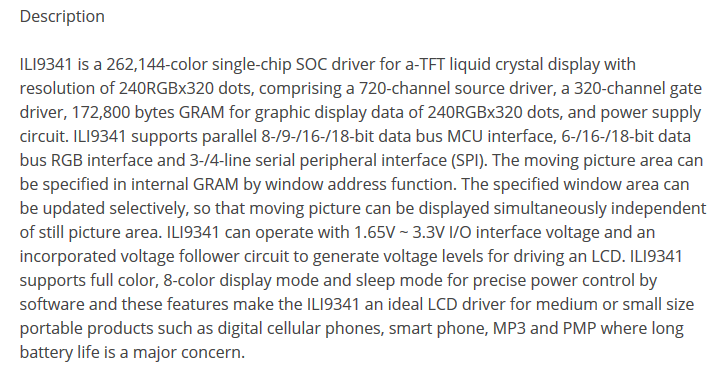 Description
ILI9341 is a 262,144-color single-chip SOC driver for a-TFT liquid crystal display with
resolution of 240RGBx320 dots, comprising a 720-channel source driver, a 320-channel gate
driver, 172,800 bytes GRAM for graphic display data of 240RGBx320 dots, and power supply
circuit. ILI9341 supports parallel 8-/9-/16-/18-bit data bus MCU interface, 6-/16-/18-bit data
bus RGB interface and 3-/4-line serial peripheral interface (SPI). The moving picture area can
be specified in internal GRAM by window address function. The specified window area can
be updated selectively, so that moving picture can be displayed simultaneously independent
of still picture area. ILI9341 can operate with 1.65V ~ 3.3V I/O interface voltage and an
incorporated voltage follower circuit to generate voltage levels for driving an LCD. ILI9341
supports full color, 8-color display mode and sleep mode for precise power control by
software and these features make the ILI9341 an ideal LCD driver for medium or small size
portable products such as digital cellular phones, smart phone, MP3 and PMP where long
battery life is a major concern.